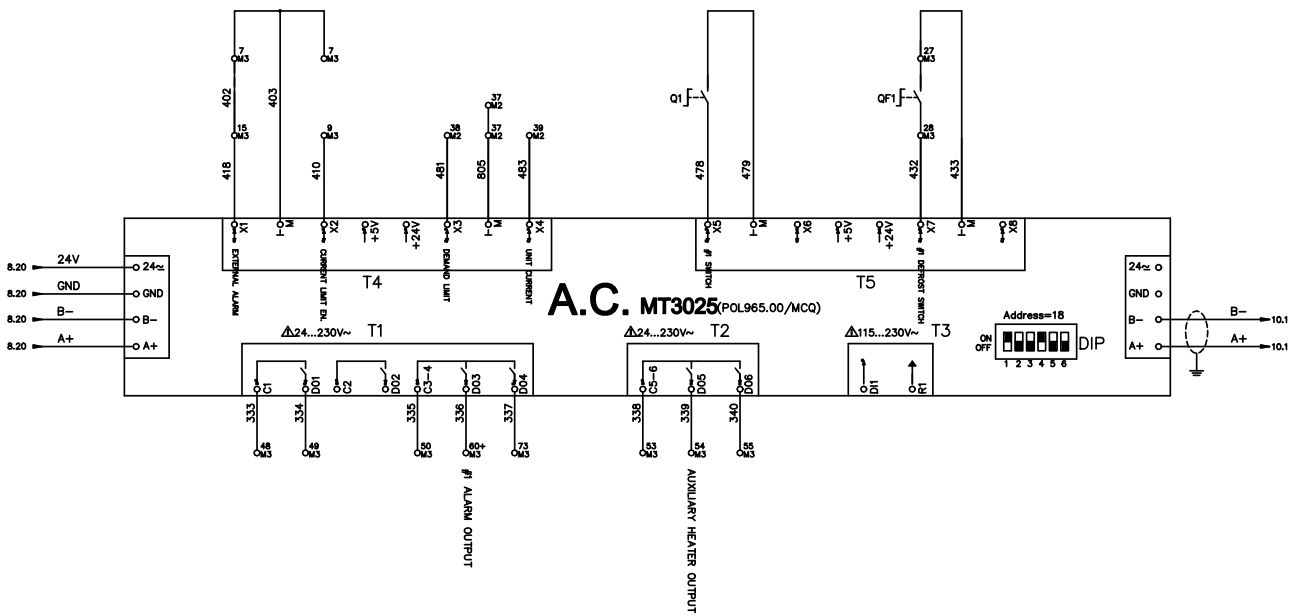 7
M3
7
M3
27
M3
402
403
Q1
QF1
37
M2
15
M3
9
M3
38
M2
37
M2
39
M2
28
M3
418
410
481
805
483
478
479
432
433
X1
M
X2
+5V
+24V
X3
M
X4
X5
M
X6
+5V
+24V
X7
M
X8
EXTERNAL ALARM
CURRENT LIMIT EN.
DEMAND LIMIT
UNIT CURRENT
#1 SWITCH
#1 DEFROST SWITCH
T4
T5
8.20 24V 24≃
8.20 GND GND
8.20 B- B-
8.20 A+ A+
A.C. MT3025(POL965.00/MCQ)
24≃
GND
B- B- 10.1
A+ A+ 10.1
Address=18
ON
OFF
DIP
1 2 3 4 5 6
⚠24...230V~ T1
⚠24...230V~ T2
⚠115...230V~ T3
C1
DO1
C2
DO2
C3-4
DO3
DO4
C5-6
DO5
DO6
DI1
R1
333
334
335
336
337
338
339
340
48
M3
49
M3
50
M3
60+
M3
73
M3
53
M3
54
M3
55
M3
#1 ALARM OUTPUT
AUXILIARY HEATER OUTPUT